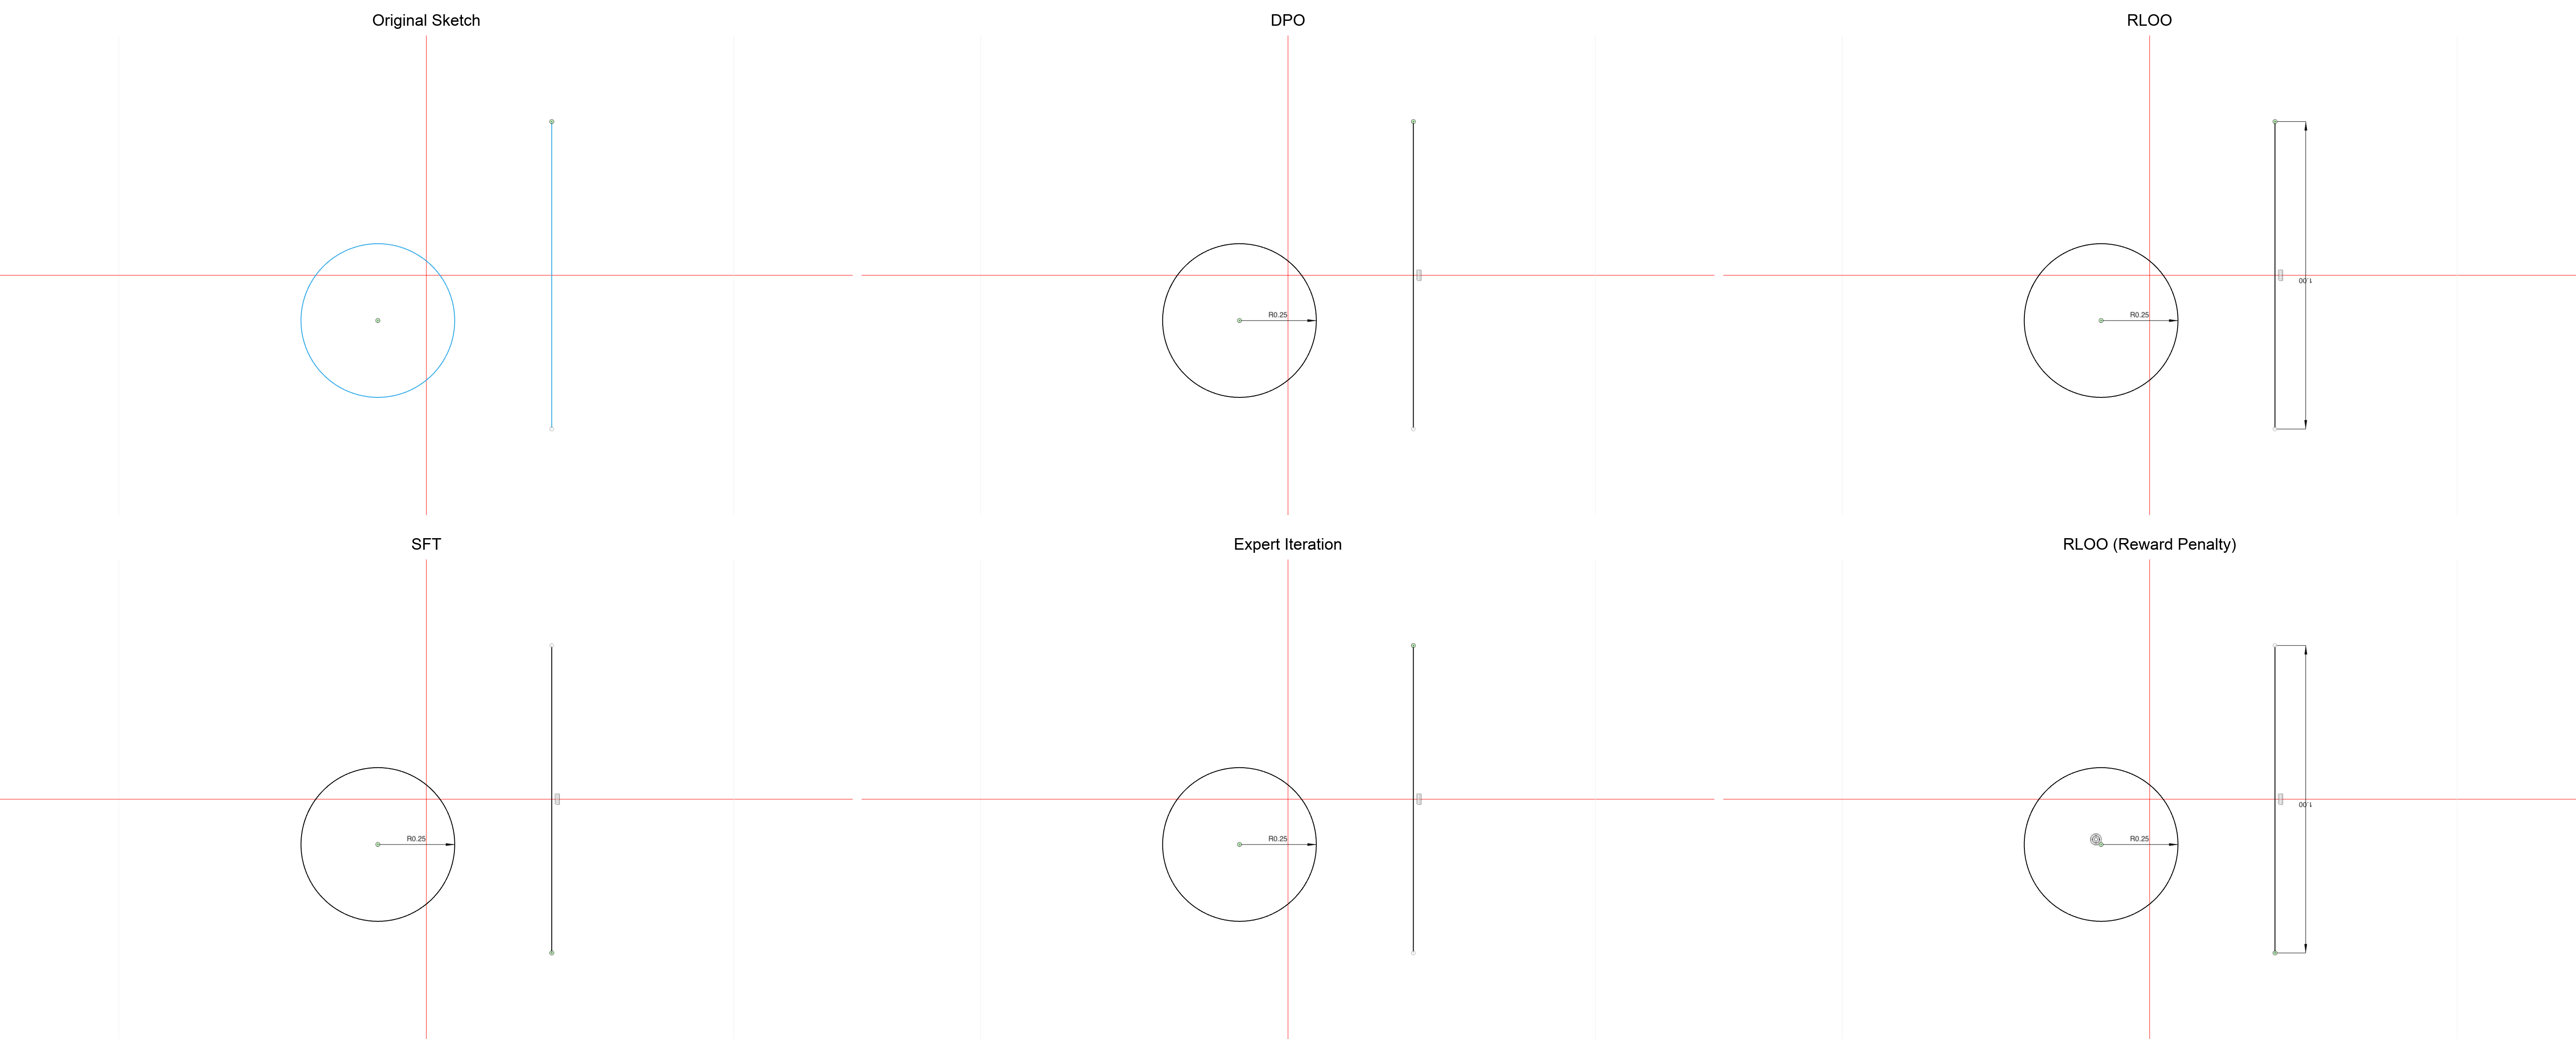 Original Sketch
DPO
RLOO
R0.25
R0.25
1.00
SFT
Expert Iteration
RLOO (Reward Penalty)
R0.25
R0.25
R0.25
1.00